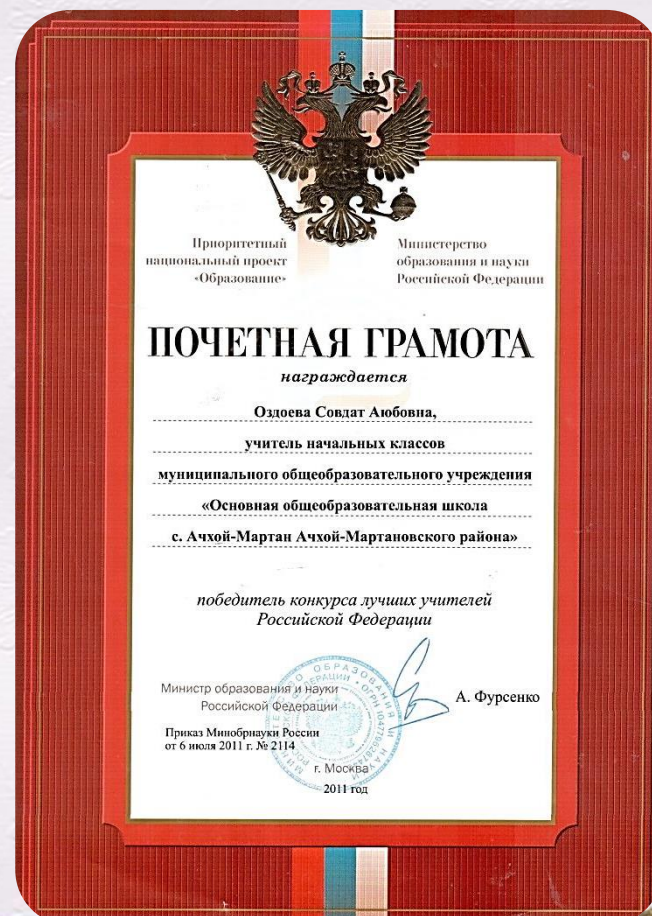 Приоритетный
национальный проект
«Образование»
Министерство
образования и науки
Российской Федерации
ПОЧЕТНАЯ ГРАМОТА
награждается
Оздоева Совдат Аюбовна,
учитель начальных классов
муниципального общеобразовательного учреждения
«Основная общеобразовательная школа
с. Ачхой-Мартан Ачхой-Мартановского района»
победитель конкурса лучших учителей
Российской Федерации
Министр образования и науки
Российской Федерации
А. Фурсенко
Приказ Минобрнауки России
от 6 июля 2011 г. № 2114
г. Москва
2011 год